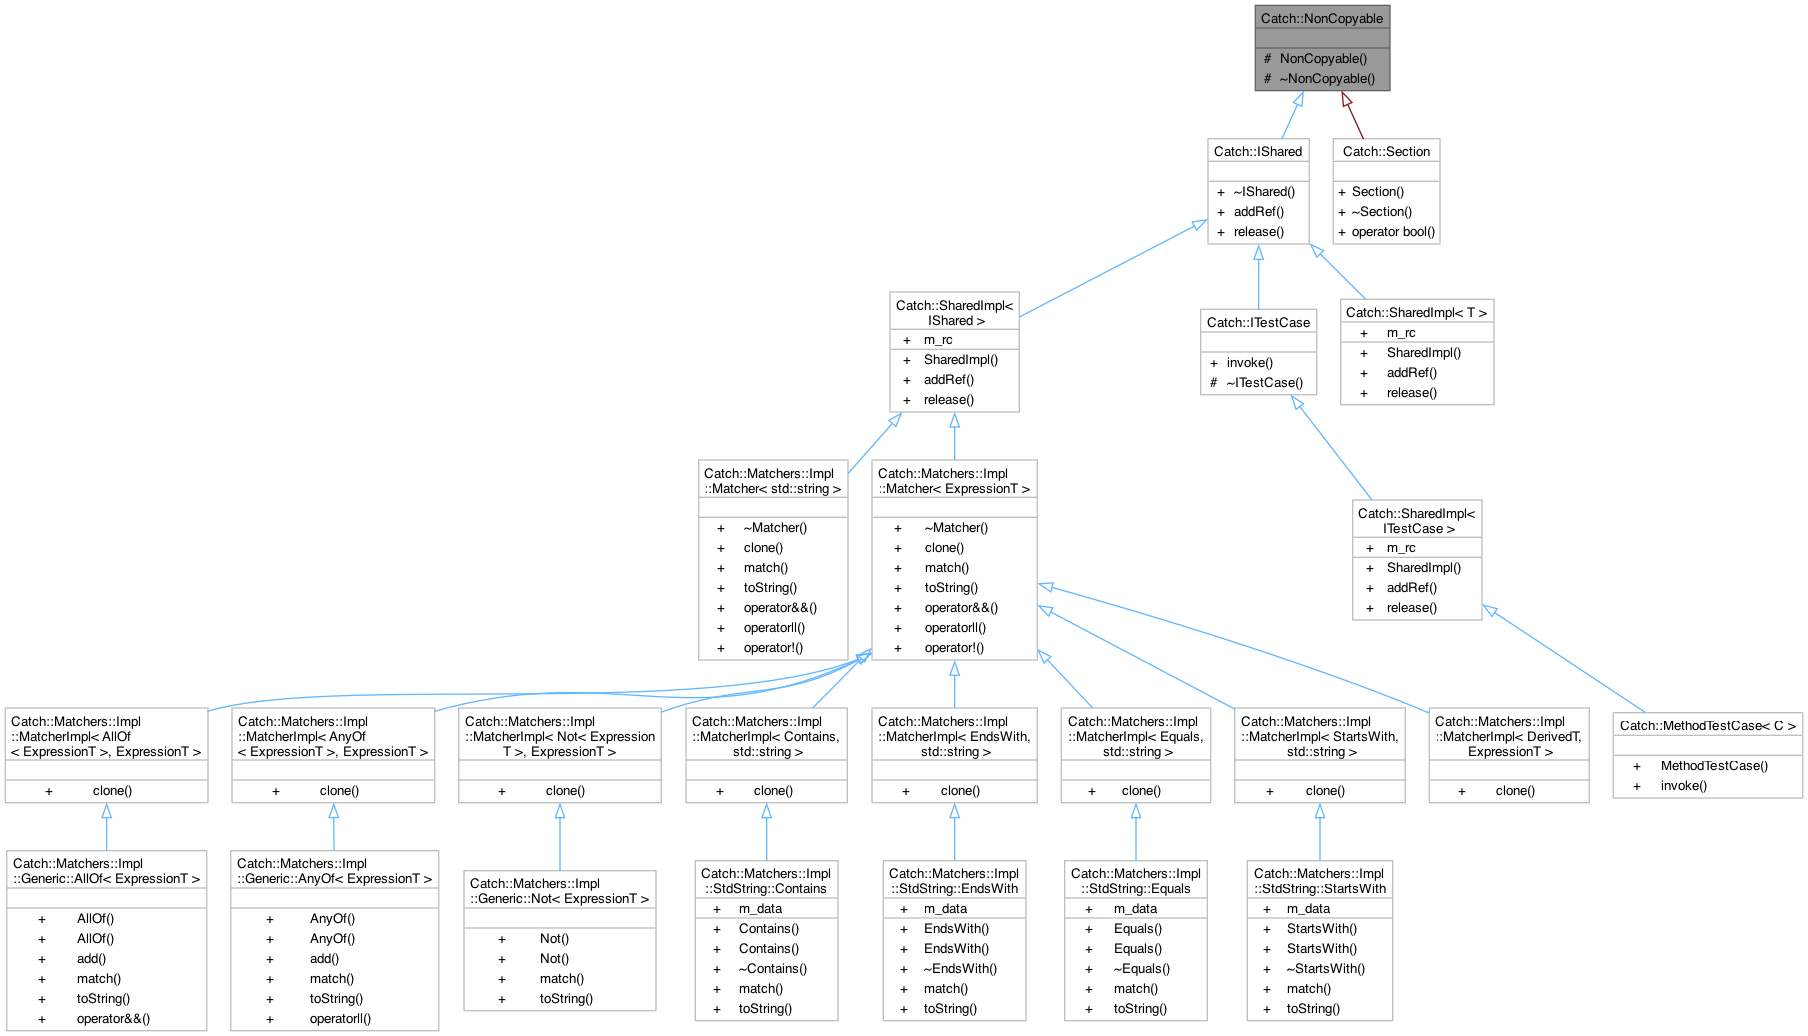 Catch::NonCopyable
# NonCopyable()
# ~NonCopyable()
Catch::IShared
+ ~IShared()
+ addRef()
+ release()
Catch::Section
+ Section()
+ ~Section()
+ operator bool()
Catch::SharedImpl<
IShared >
+ m_rc
+ SharedImpl()
+ addRef()
+ release()
Catch::ITestCase
+ invoke()
# ~ITestCase()
Catch::SharedImpl< T >
+ m_rc
+ SharedImpl()
+ addRef()
+ release()
Catch::Matchers::Impl
::Matcher< std::string >
+ ~Matcher()
+ clone()
+ match()
+ toString()
+ operator&&()
+ operator||()
+ operator!()
Catch::Matchers::Impl
::Matcher< ExpressionT >
+ ~Matcher()
+ clone()
+ match()
+ toString()
+ operator&&()
+ operator||()
+ operator!()
Catch::SharedImpl<
ITestCase >
+ m_rc
+ SharedImpl()
+ addRef()
+ release()
Catch::Matchers::Impl
::MatcherImpl< AllOf
< ExpressionT >, ExpressionT >
+ clone()
Catch::Matchers::Impl
::MatcherImpl< AnyOf
< ExpressionT >, ExpressionT >
+ clone()
Catch::Matchers::Impl
::MatcherImpl< Not< Expression
T >, ExpressionT >
+ clone()
Catch::Matchers::Impl
::MatcherImpl< Contains,
std::string >
+ clone()
Catch::Matchers::Impl
::MatcherImpl< EndsWith,
std::string >
+ clone()
Catch::Matchers::Impl
::MatcherImpl< Equals,
std::string >
+ clone()
Catch::Matchers::Impl
::MatcherImpl< StartsWith,
std::string >
+ clone()
Catch::Matchers::Impl
::MatcherImpl< DerivedT,
ExpressionT >
+ clone()
Catch::MethodTestCase< C >
+ MethodTestCase()
+ invoke()
Catch::Matchers::Impl
::Generic::AllOf< ExpressionT >
+ AllOf()
+ AllOf()
+ add()
+ match()
+ toString()
+ operator&&()
Catch::Matchers::Impl
::Generic::AnyOf< ExpressionT >
+ AnyOf()
+ AnyOf()
+ add()
+ match()
+ toString()
+ operator||()
Catch::Matchers::Impl
::Generic::Not< ExpressionT >
+ Not()
+ Not()
+ match()
+ toString()
Catch::Matchers::Impl
::StdString::Contains
+ m_data
+ Contains()
+ Contains()
+ ~Contains()
+ match()
+ toString()
Catch::Matchers::Impl
::StdString::EndsWith
+ m_data
+ EndsWith()
+ EndsWith()
+ ~EndsWith()
+ match()
+ toString()
Catch::Matchers::Impl
::StdString::Equals
+ m_data
+ Equals()
+ Equals()
+ ~Equals()
+ match()
+ toString()
Catch::Matchers::Impl
::StdString::StartsWith
+ m_data
+ StartsWith()
+ StartsWith()
+ ~StartsWith()
+ match()
+ toString()